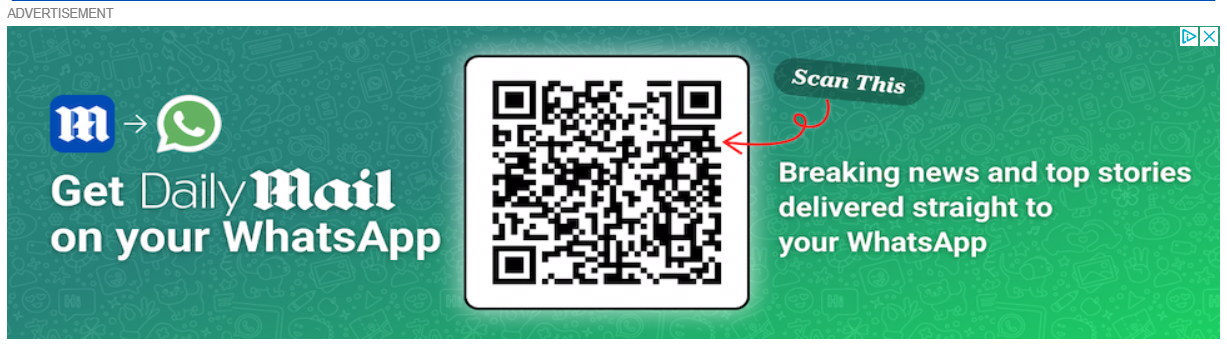 ADVERTISEMENT
Get Daily Mail
on your WhatsApp
Scan This
Breaking news and top stories
delivered straight to
your WhatsApp